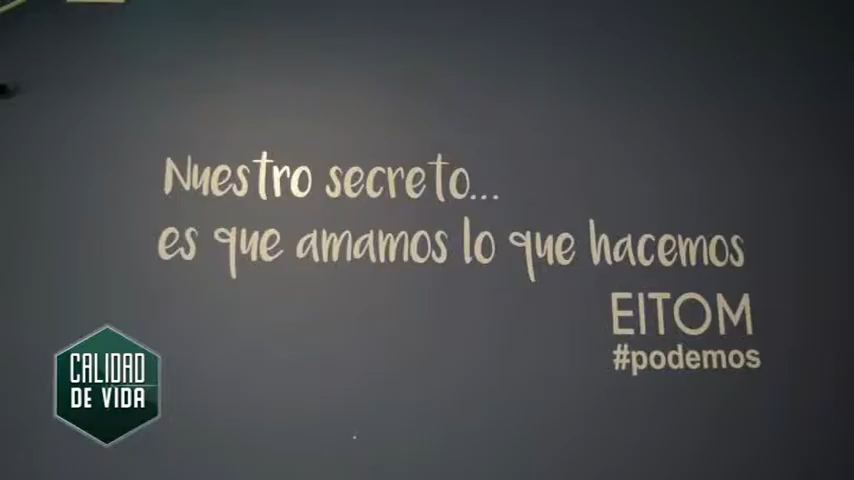 Nuestro secreto...
es que amamos lo que hacemos
EITOM
#podemos
CALIDAD
DE VIDA